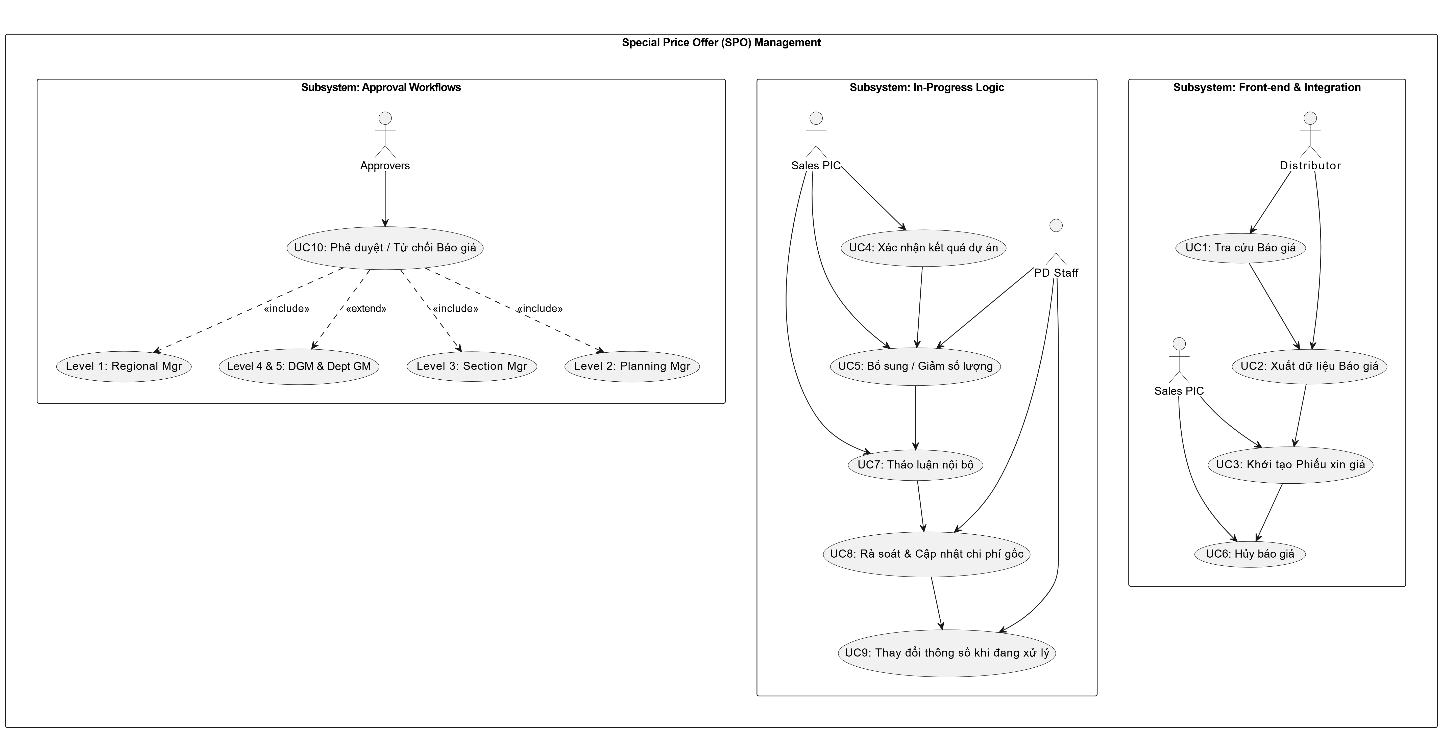 Special Price Offer (SPO) Management
Subsystem: Approval Workflows
Approvers
UC10: Phê duyệt / Từ chối Báo giá
«include»
«extend»
«include»
«include»
Level 1: Regional Mgr
Level 4 & 5: DGM & Dept GM
Level 3: Section Mgr
Level 2: Planning Mgr
Subsystem: In-Progress Logic
Sales PIC
UC4: Xác nhận kết quả dự án
PD Staff
UC5: Bổ sung / Giảm số lượng
UC7: Thảo luận nội bộ
UC8: Rà soát & Cập nhật chi phí gốc
UC9: Thay đổi thông số khi đang xử lý
Subsystem: Front-end & Integration
Distributor
UC1: Tra cứu Báo giá
Sales PIC
UC2: Xuất dữ liệu Báo giá
UC3: Khởi tạo Phiếu xin giá
UC6: Hủy báo giá